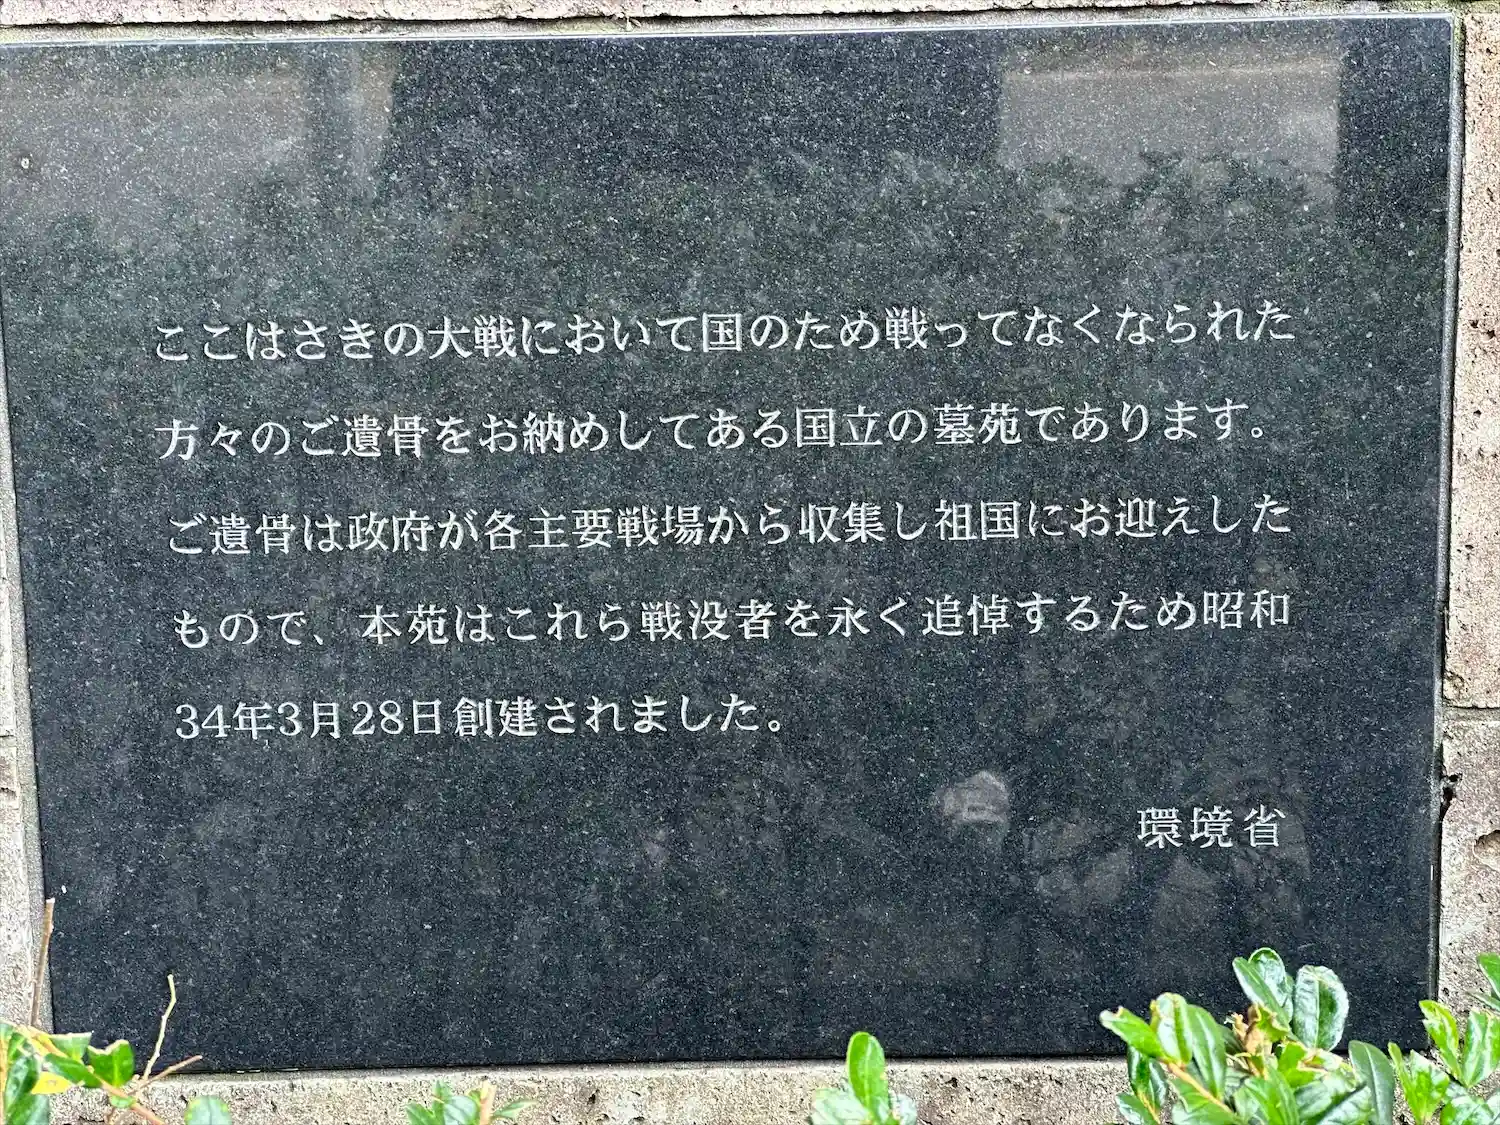 ここはさきの大戦において国のため戦ってなくなられた
方々のご遺骨をお納めしてある国立の墓苑であります。
ご遺骨は政府が各主要戦場から収集し祖国にお迎えした
もので、本苑はこれら戦没者を永く追悼するため昭和
34年3月28日創建されました。
環境省